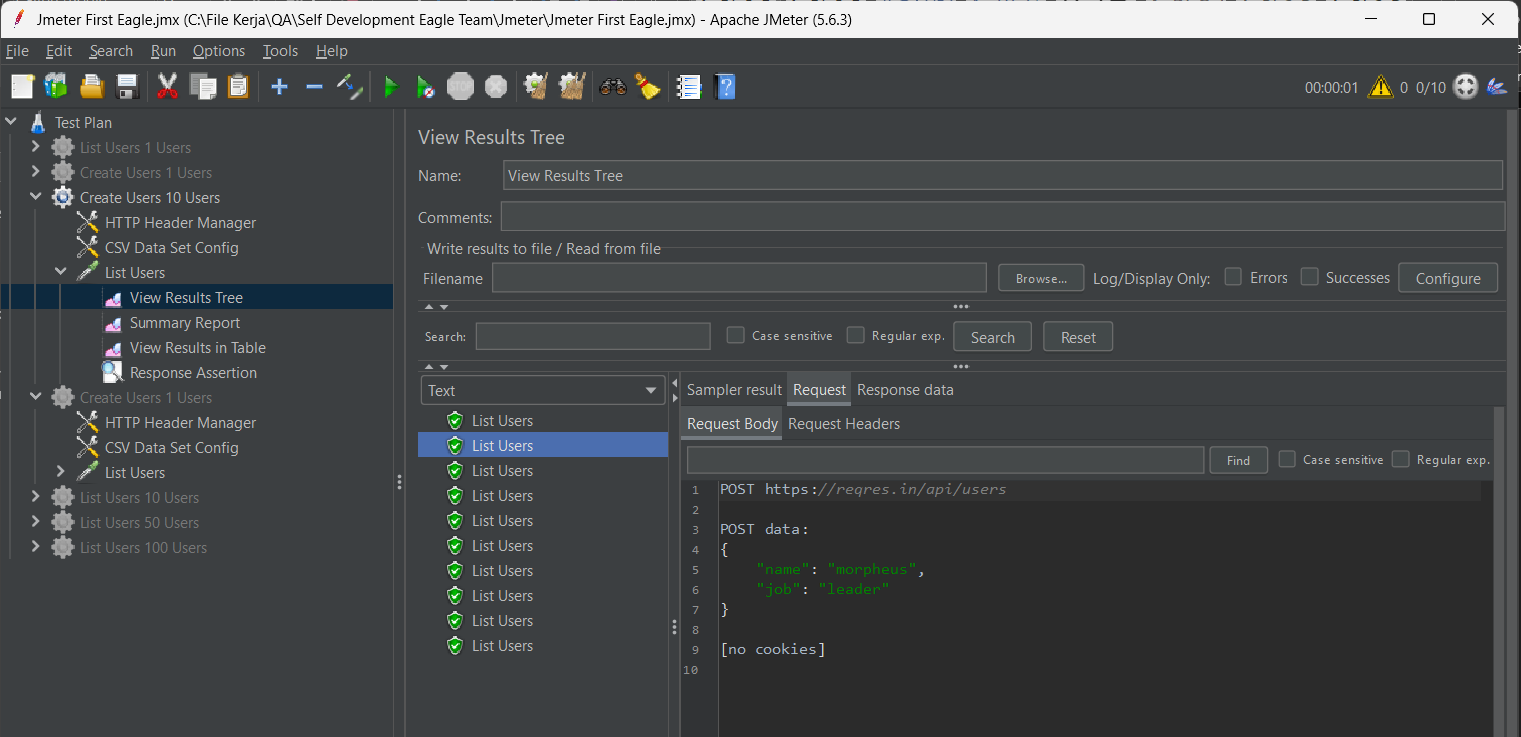 Jmeter First Eagle.jmx (C:\File Kerja\QA\Self Development Eagle Team\Jmeter\Jmeter First Eagle.jmx) - Apache JMeter (5.6.3)
File Edit Search Run Options Tools Help
STOP 00:00:01 0 0/10
Test Plan
List Users 1 Users
Create Users 1 Users
Create Users 10 Users
HTTP Header Manager
CSV Data Set Config
List Users
View Results Tree
Summary Report
View Results in Table
Response Assertion
Create Users 1 Users
HTTP Header Manager
CSV Data Set Config
List Users
List Users 10 Users
List Users 50 Users
List Users 100 Users
View Results Tree
Name: View Results Tree
Comments:
Write results to file / Read from file
Filename Browse... Log/Display Only: Errors Successes Configure
Search: Case sensitive Regular exp. Search Reset
Text
List Users
List Users
List Users
List Users
List Users
List Users
List Users
List Users
List Users
List Users
Sampler result Request Response data
Request Body Request Headers
Find Case sensitive Regular exp.
1 POST https://reqres.in/api/users
2
3 POST data:
4 {
5 "name": "morpheus",
6 "job": "leader"
7 }
8
9 [no cookies]
10